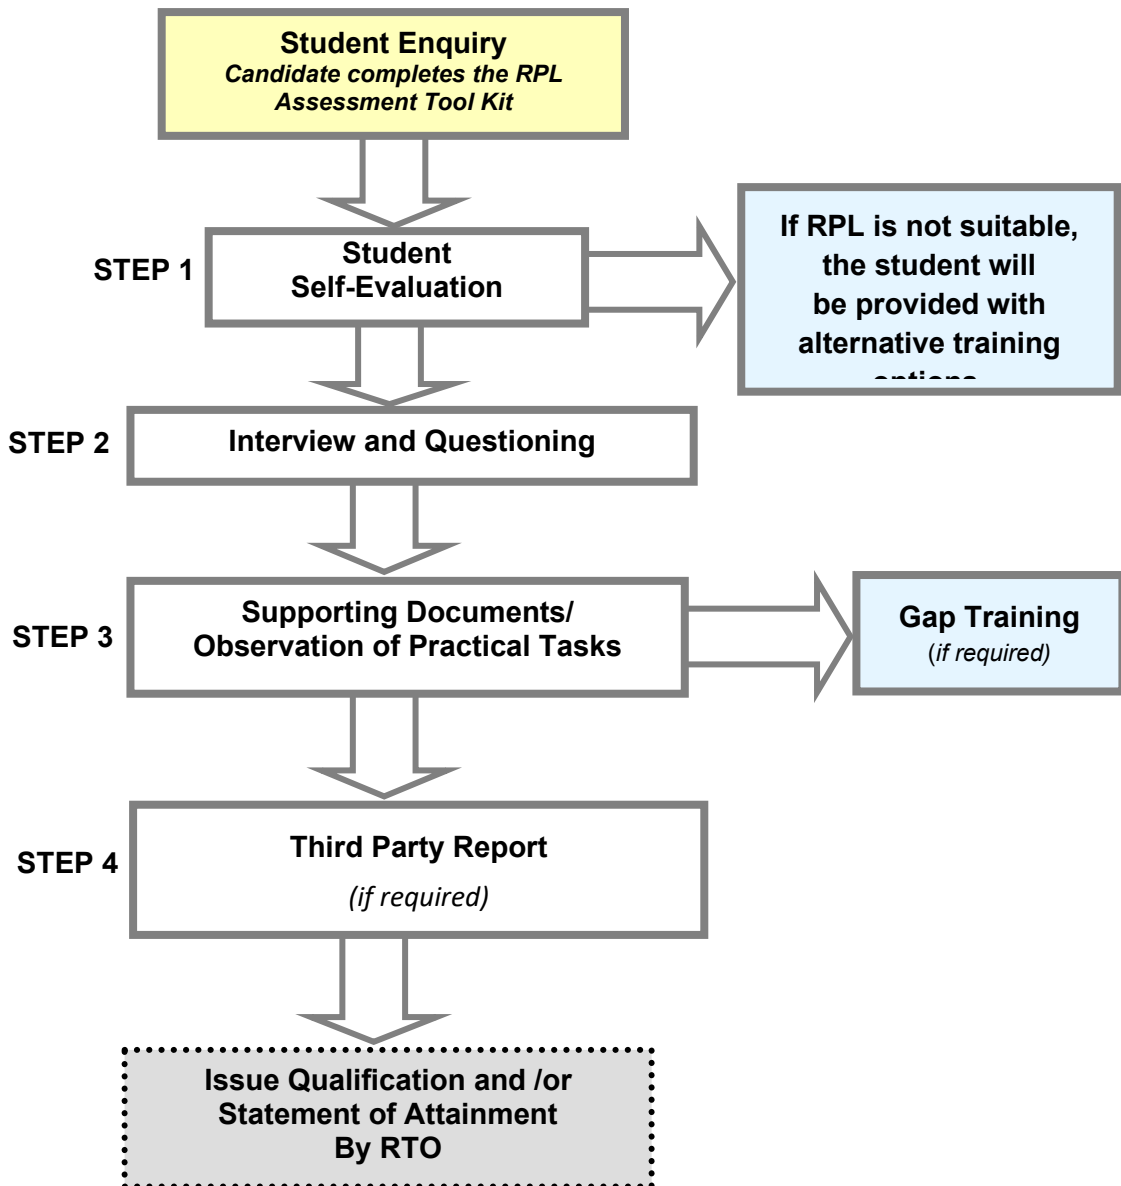 Student Enquiry
Candidate completes the RPL
Assessment Tool Kit
STEP 1
Student
Self-Evaluation
If RPL is not suitable,
the student will
be provided with
alternative training
options
STEP 2
Interview and Questioning
STEP 3
Supporting Documents/
Observation of Practical Tasks
Gap Training
(if required)
STEP 4
Third Party Report
(if required)
Issue Qualification and /or
Statement of Attainment
By RTO